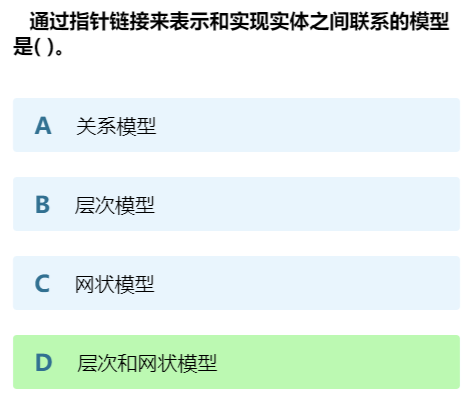 通过指针链接来表示和实现实体之间联系的模型
是( )。
A 关系模型
B 层次模型
C 网状模型
D 层次和网状模型